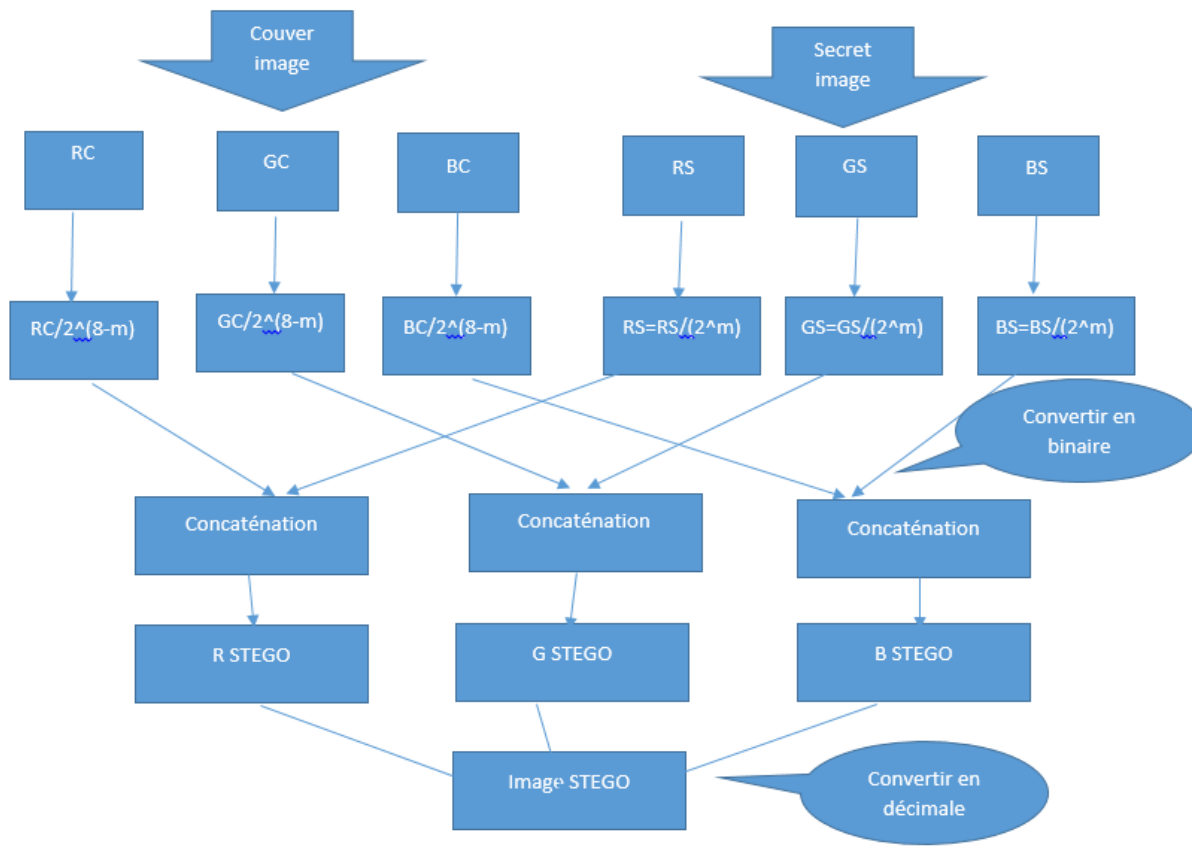 Couver
image
Secret
image
RC
GC
BC
RS
GS
BS
RC/2^(8-m)
GC/2^(8-m)
BC/2^(8-m)
RS=RS/(2^m)
GS=GS/(2^m)
BS=BS/(2^m)
Convertir en
binaire
Concaténation
Concaténation
Concaténation
R STEGO
G STEGO
B STEGO
Image STEGO
Convertir en
décimale